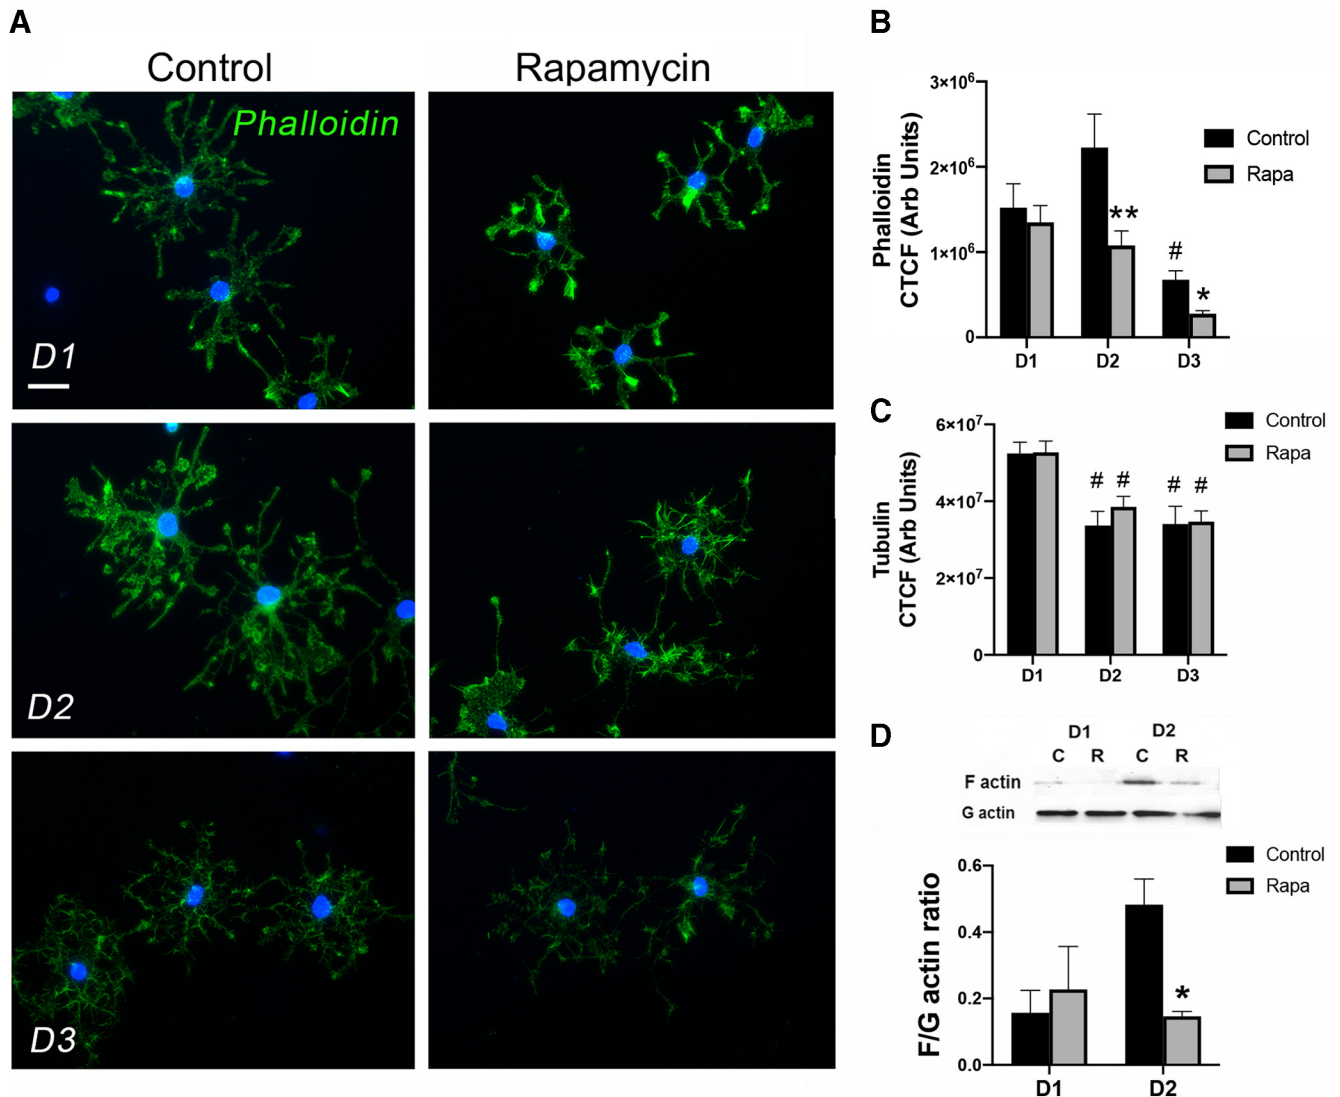 A
Control
Rapamycin
Phalloidin
D1
D2
D3
B
Phalloidin
CTCF (Arb Units)
3×10⁶
2×10⁶
1×10⁶
0
#
**
*
D1 D2 D3
Control
Rapa
C
Tubulin
CTCF (Arb Units)
6×10⁷
4×10⁷
2×10⁷
0
# # # #
D1 D2 D3
Control
Rapa
D
D1 D2
C R C R
F actin
G actin
F/G actin ratio
0.6
0.4
0.2
0.0
*
D1 D2
Control
Rapa